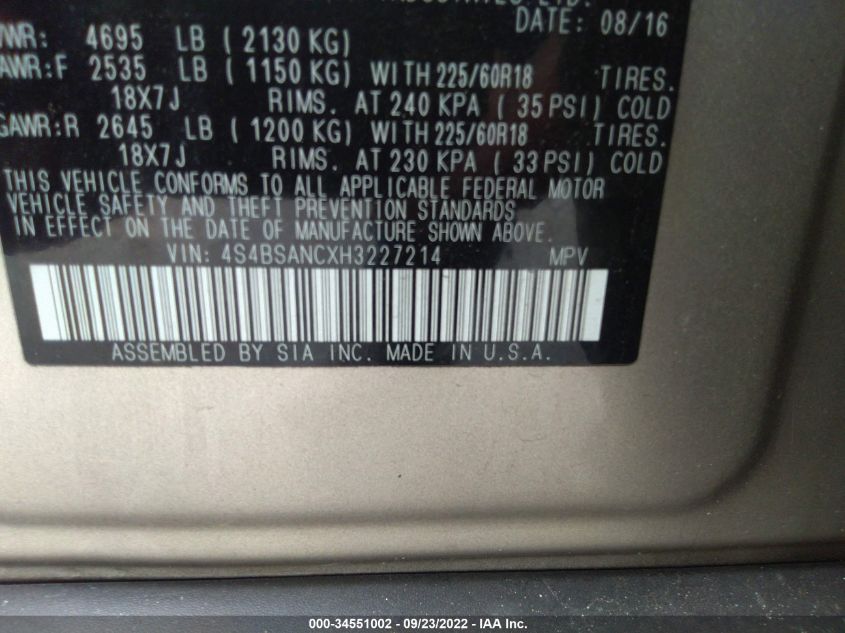 DATE: 08/16
4695 LB ( 2130 KG)
AWR:F 2535 LB ( 1150 KG) WITH 225/60R18 TIRES.
18X7J RIMS. AT 240 KPA ( 35 PSI) COLD
GAWR:R 2645 LB ( 1200 KG) WITH 225/60R18 TIRES.
18X7J RIMS. AT 230 KPA ( 33 PSI) COLD
THIS VEHICLE CONFORMS TO ALL APPLICABLE FEDERAL MOTOR
VEHICLE SAFETY AND THEFT PREVENTION STANDARDS
IN EFFECT ON THE DATE OF MANUFACTURE SHOWN ABOVE.
VIN: 4S4BSANCXH3227214 MPV
ASSEMBLED BY SIA INC. MADE IN U.S.A.
000-34551002 / 09/23/2022 - IAA Inc.